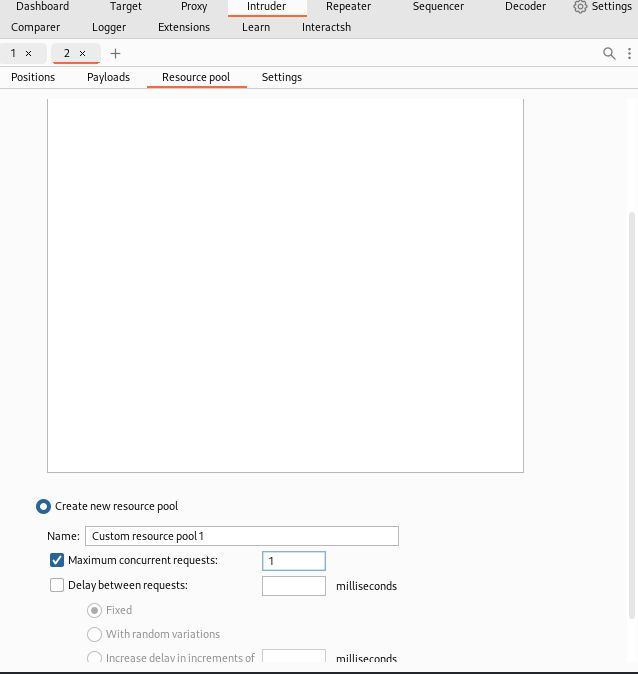 Dashboard Target Proxy Intruder Repeater Sequencer Decoder Settings
Comparer Logger Extensions Learn Interactsh
1 × 2 × +
Positions Payloads Resource pool Settings
Create new resource pool
Name: Custom resource pool 1
Maximum concurrent requests: 1
Delay between requests: milliseconds
Fixed
With random variations
Increase delay in increments of milliseconds